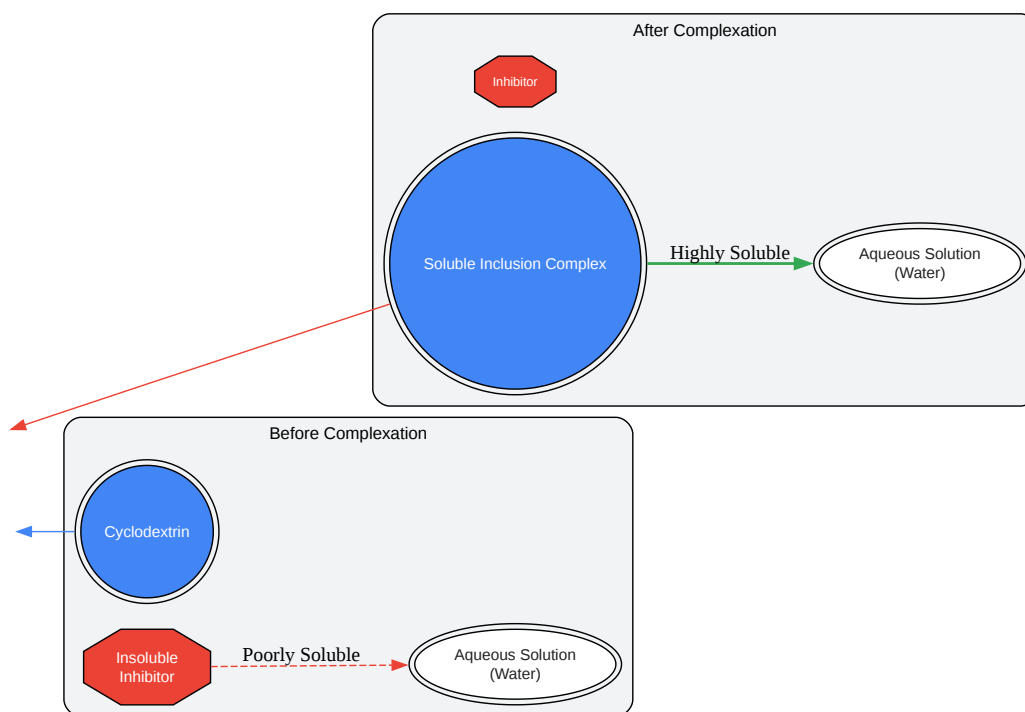 After Complexation
Inhibitor
Soluble Inclusion Complex
Highly Soluble
Aqueous Solution
(Water)
Before Complexation
Cyclodextrin
Insoluble
Inhibitor
Poorly Soluble
Aqueous Solution
(Water)